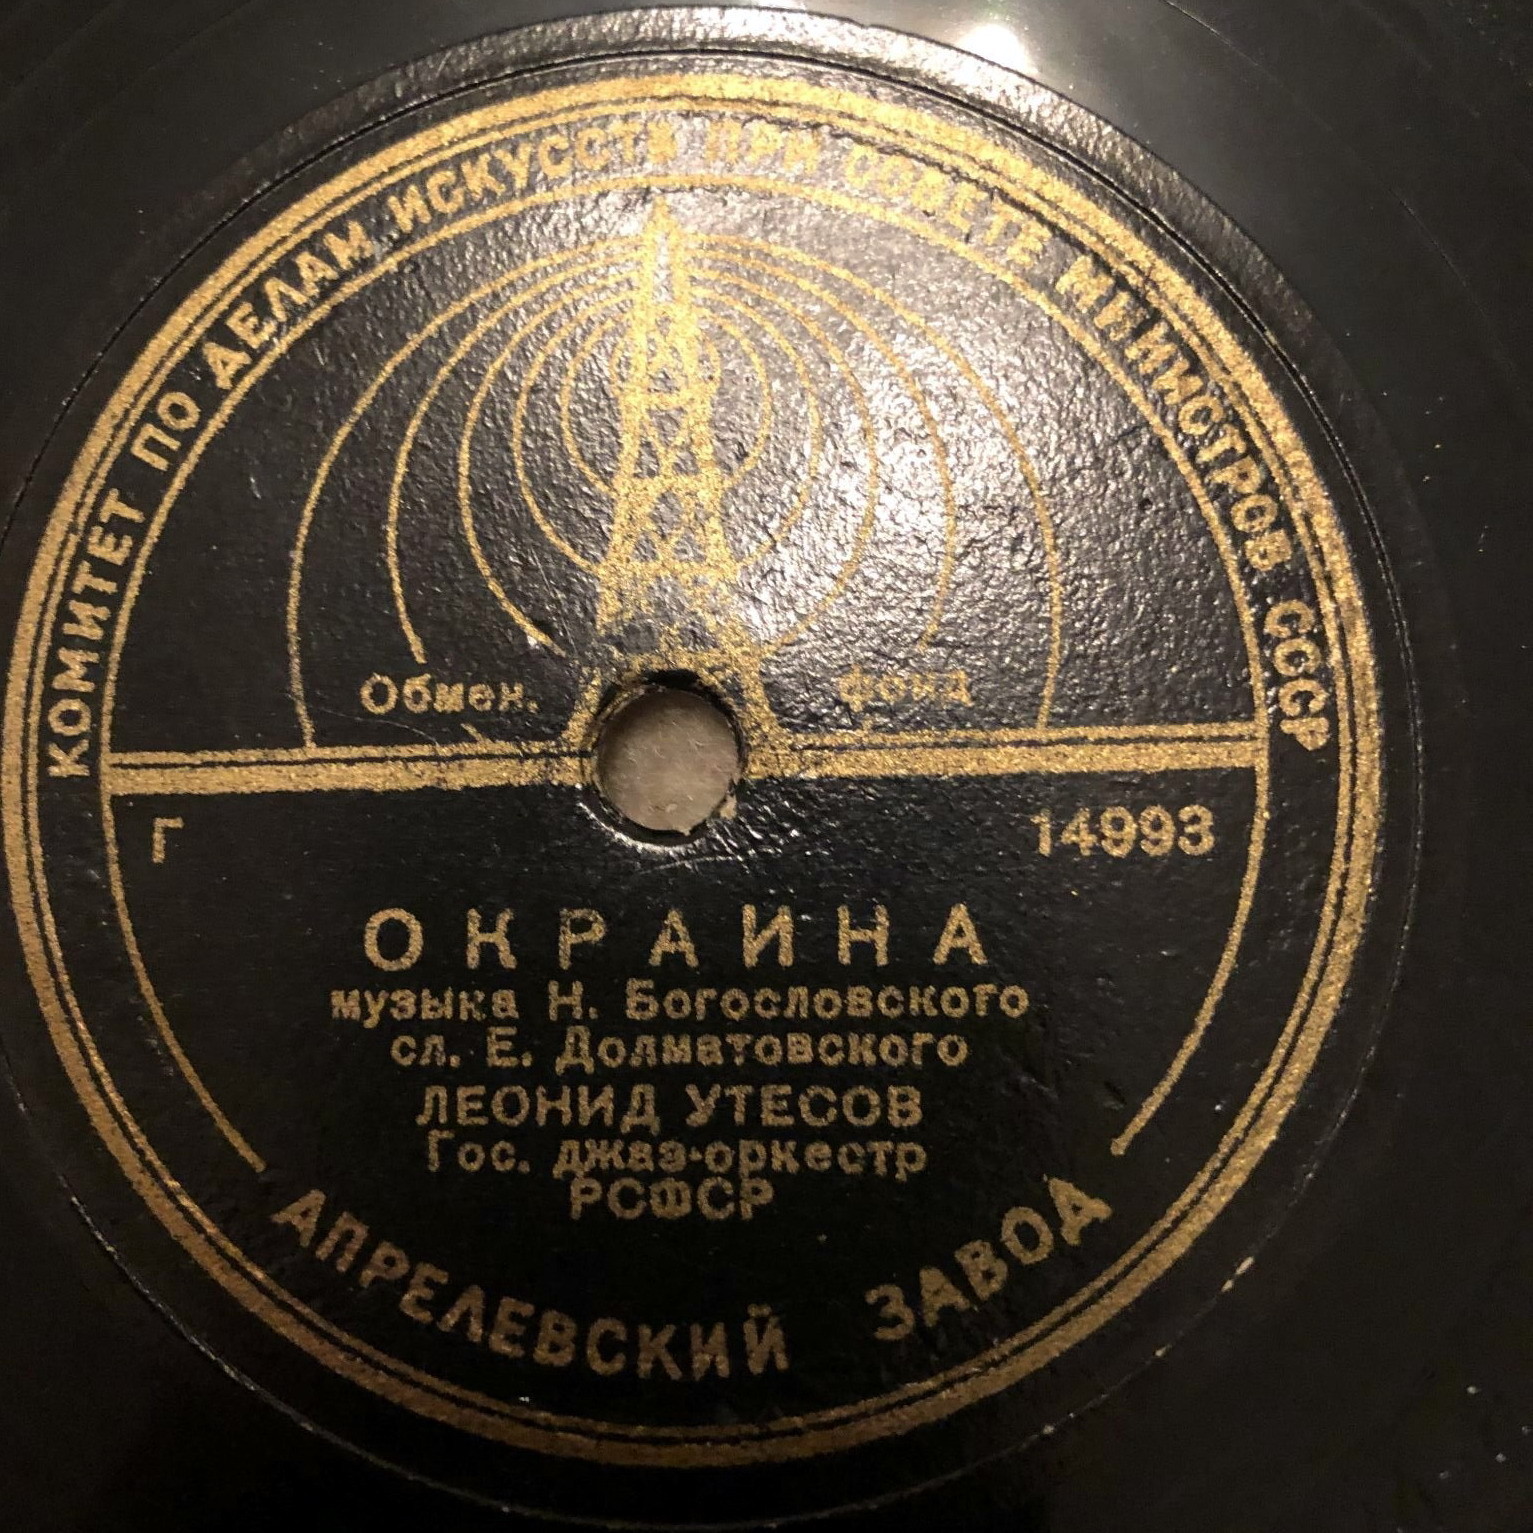 КОМИТЕТ ПО ДЕЛАМ ИСКУССТВ ПРИ СОВЕТЕ МИНИСТРОВ СССР
Обмен. фонд
Г 14993
ОКРАИНА
музыка Н. Богословского
сл. Е. Долматовского
ЛЕОНИД УТЕСОВ
Гос. джаз-оркестр
РСФСР
АПРЕЛЕВСКИЙ ЗАВОД